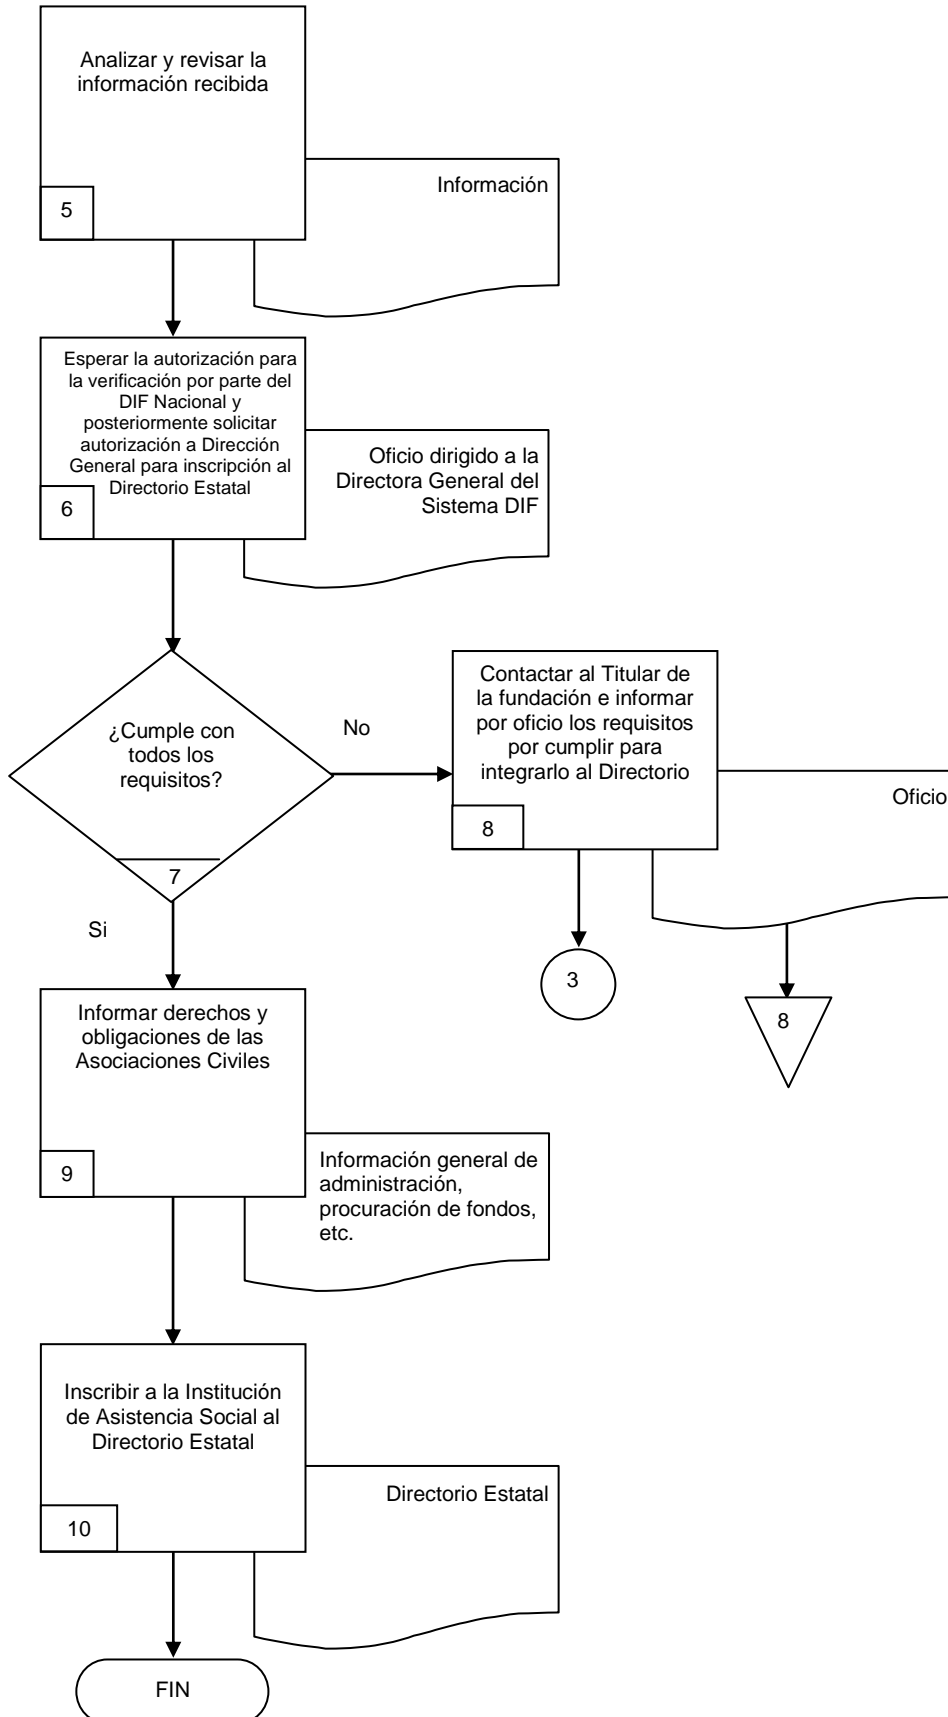 Analizar y revisar la
información recibida
5
Información
Esperar la autorización para
la verificación por parte del
DIF Nacional y
posteriormente solicitar
autorización a Dirección
General para inscripción al
Directorio Estatal
6
Oficio dirigido a la
Directora General del
Sistema DIF
¿Cumple con
todos los
requisitos?
7
No
Contactar al Titular de
la fundación e informar
por oficio los requisitos
por cumplir para
integrarlo al Directorio
8
Oficio
3
8
Si
Informar derechos y
obligaciones de las
Asociaciones Civiles
9
Información general de
administración,
procuración de fondos,
etc.
Inscribir a la Institución
de Asistencia Social al
Directorio Estatal
10
Directorio Estatal
FIN